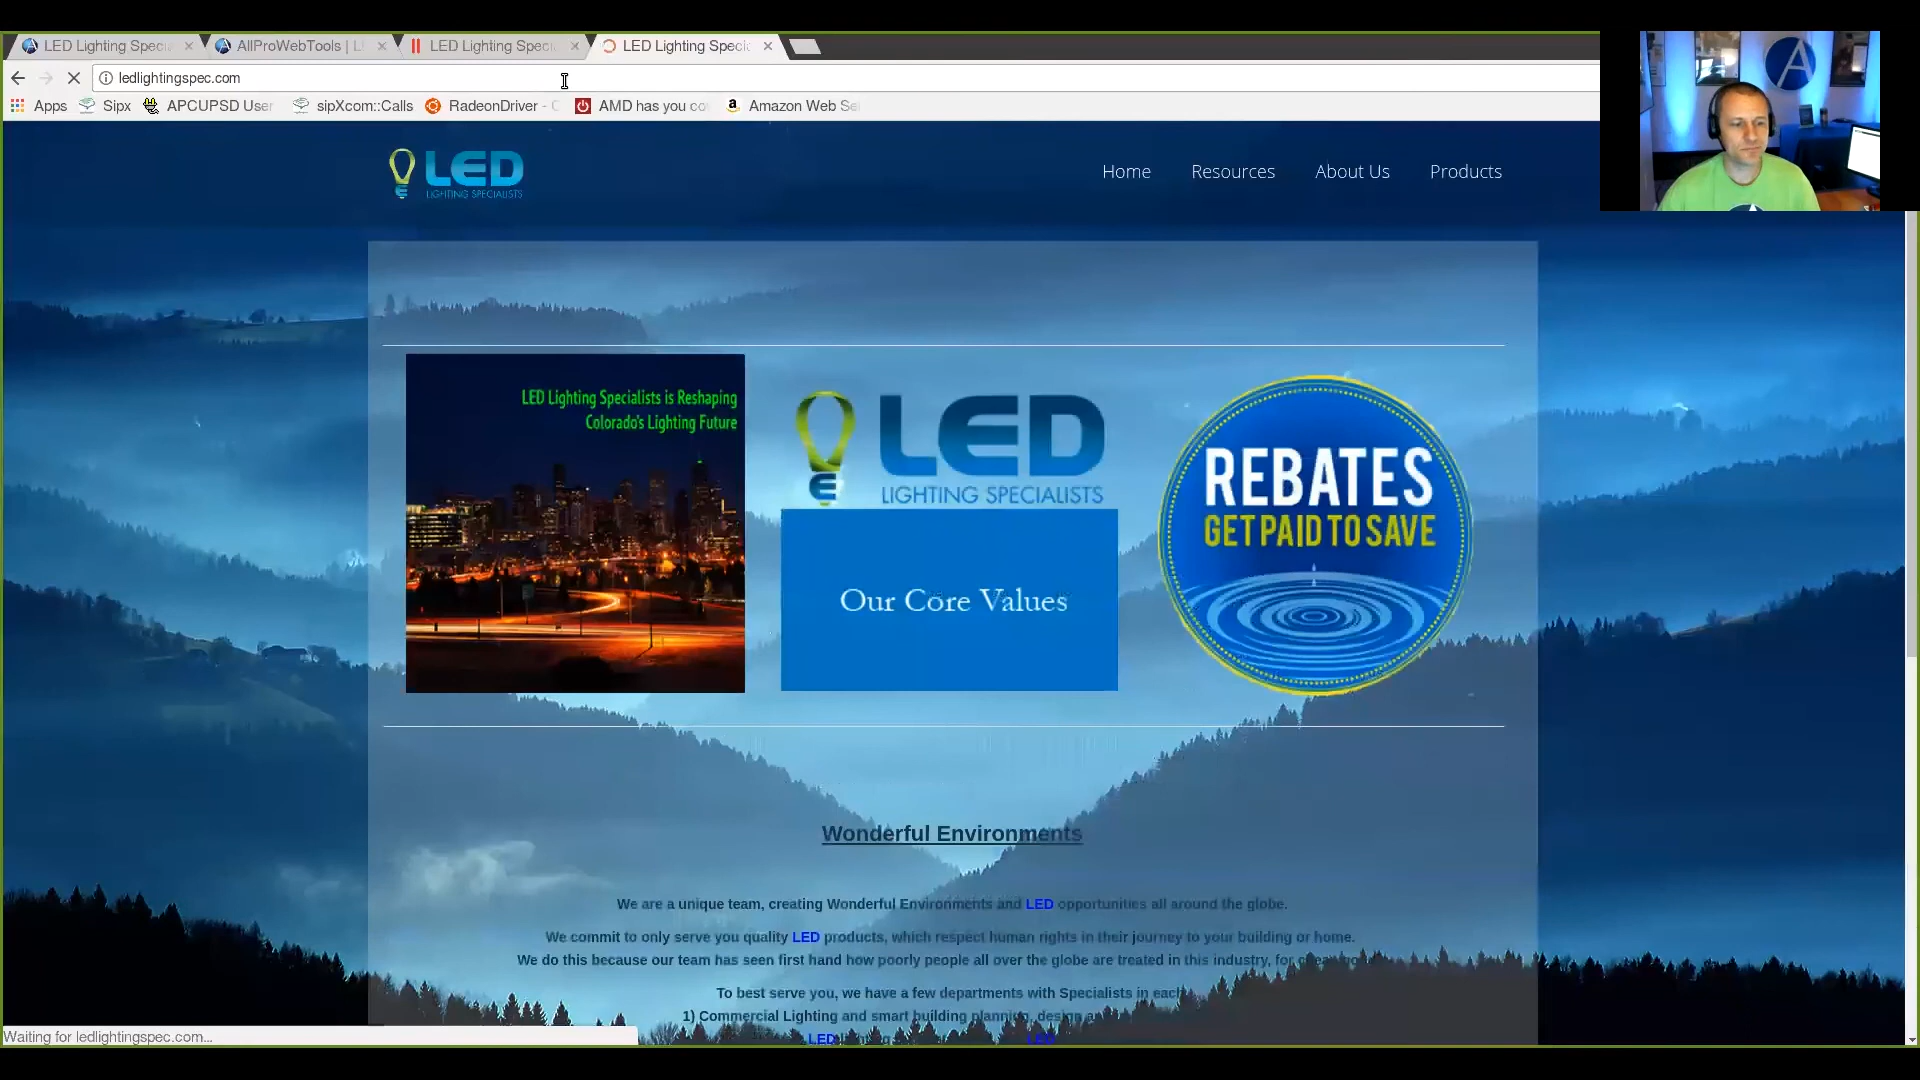 LED Lighting Specia
AllProWebTools | L
LED Lighting Speci
LED Lighting Specia
ledlightingspec.com
Apps
Sipx
APCUPSD User
sipXcom::Calls
RadeonDriver -
AMD has you co
Amazon Web Se
LED
LIGHTING SPECIALISTS
Home
Resources
About Us
Products
LED Lighting Specialists is Reshaping
Colorado's Lighting Future
LED
LIGHTING SPECIALISTS
Our Core Values
REBATES
GET PAID TO SAVE
Wonderful Environments
We are a unique team, creating Wonderful Environments and LED opportunities all around the globe.
We commit to only serve you quality LED products, which respect human rights in their journey to your building or home.
We do this because our team has seen first hand how poorly people all over the globe are treated in this industry, for
To best serve you, we have a few departments with Specialists in each
1) Commercial Lighting and smart building planning, design
LED LED
Waiting for ledlightingspec.com...